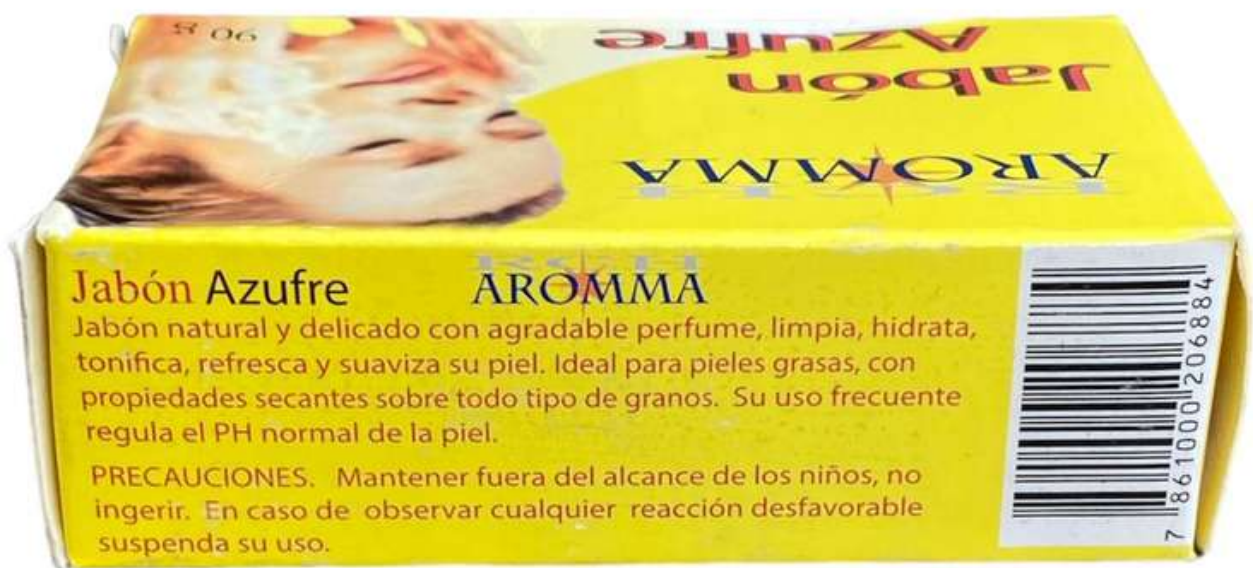 90 g
Jabón
Azufre
AROMMA
Jabón Azufre AROMMA
Jabón natural y delicado con agradable perfume, limpia, hidrata,
tonifica, refresca y suaviza su piel. Ideal para pieles grasas, con
propiedades secantes sobre todo tipo de granos. Su uso frecuente
regula el PH normal de la piel.
PRECAUCIONES. Mantener fuera del alcance de los niños, no
ingerir. En caso de observar cualquier reacción desfavorable
suspenda su uso.
7 861000 206884